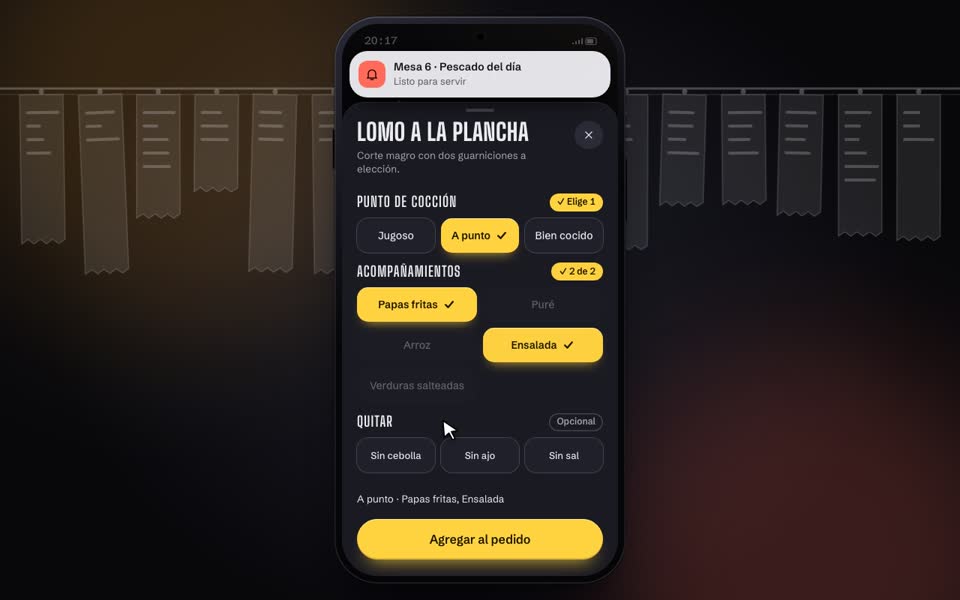 20:17
Mesa 6 · Pescado del día
Listo para servir
LOMO A LA PLANCHA
Corte magro con dos guarniciones a
elección.
PUNTO DE COCCIÓN
✓ Elige 1
Jugoso
A punto ✓
Bien cocido
ACOMPAÑAMIENTOS
✓ 2 de 2
Papas fritas ✓
Puré
Arroz
Ensalada ✓
Verduras salteadas
QUITAR
Opcional
Sin cebolla
Sin ajo
Sin sal
A punto · Papas fritas, Ensalada
Agregar al pedido